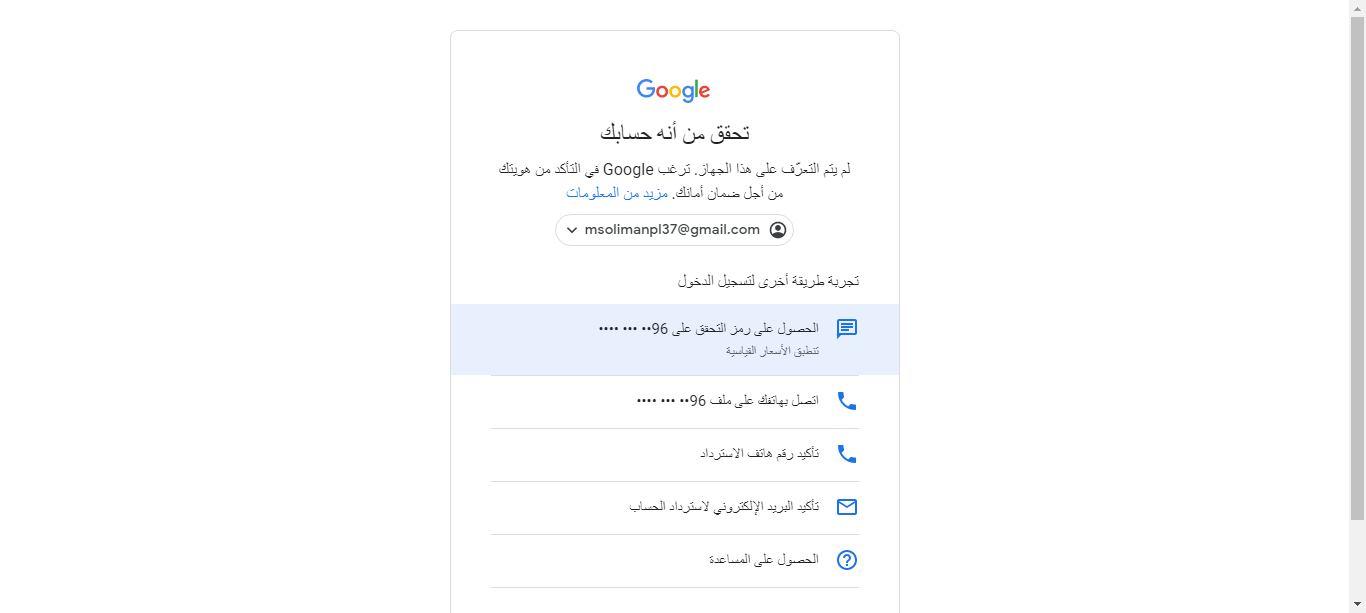 Google
تحقق من أنه حسابك
لم يتم التعرّف على هذا الجهاز. ترغب Google في التأكد من هويتك
من أجل ضمان أمانك. مزيد من المعلومات
msolimanpl37@gmail.com
تجربة طريقة أخرى لتسجيل الدخول
الحصول على رمز التحقق على 96•• ••• ••••
تنطبق الأسعار القياسية
اتصل بهاتفك على ملف 96•• ••• ••••
تأكيد رقم هاتف الاسترداد
تأكيد البريد الإلكتروني لاسترداد الحساب
الحصول على المساعدة